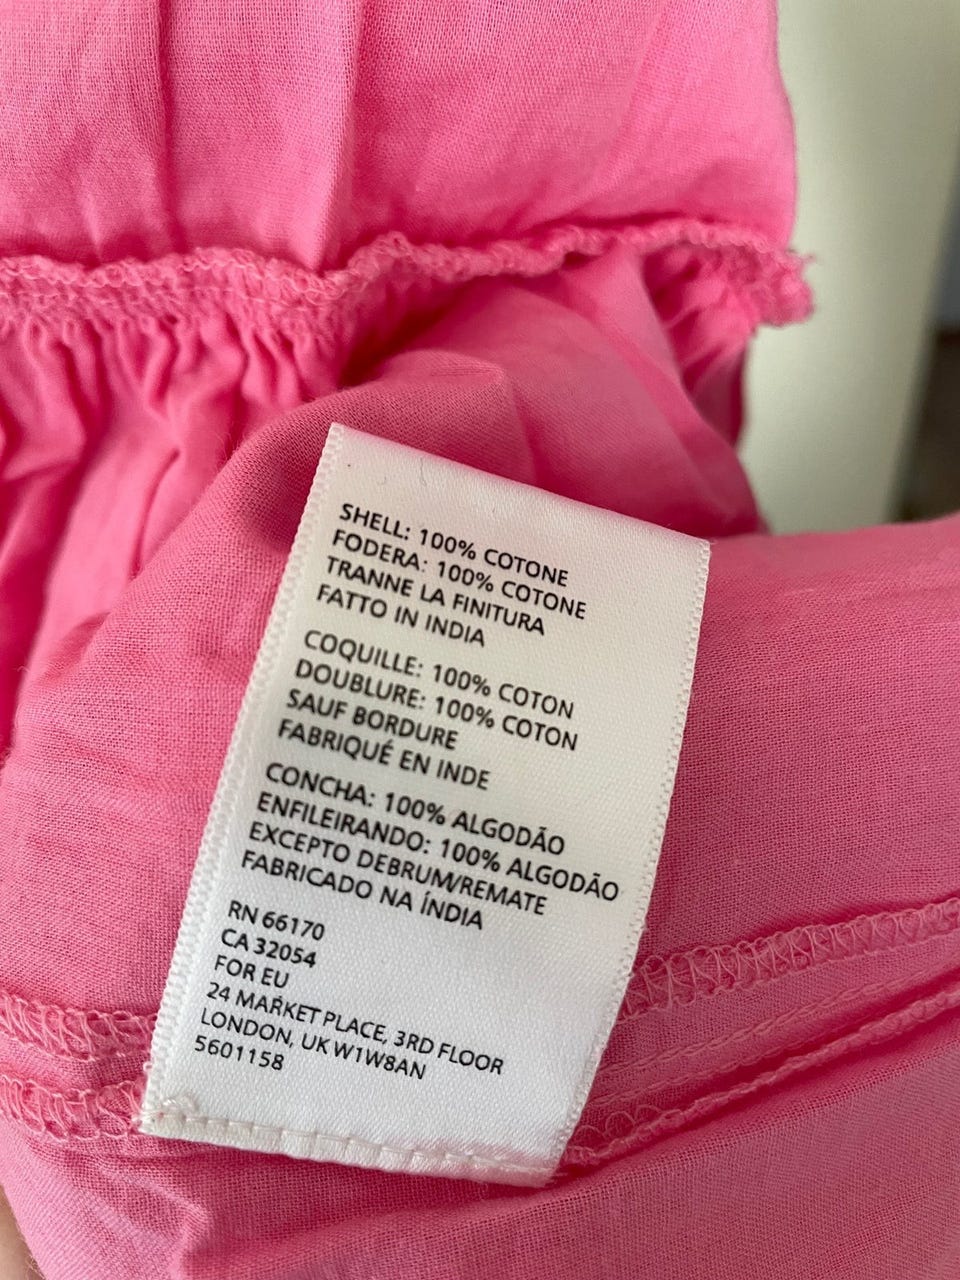 SHELL: 100% COTONE
FODERA: 100% COTONE
TRANNE LA FINITURA
FATTO IN INDIA
COQUILLE: 100% COTON
DOUBLURE: 100% COTON
SAUF BORDURE
FABRIQUÉ EN INDE
CONCHA: 100% ALGODÃO
ENFILEIRANDO: 100% ALGODÃO
EXCEPTO DEBRUM/REMATE
FABRICADO NA ÍNDIA
RN 66170
CA 32054
FOR EU
24 MARKET PLACE, 3RD FLOOR
LONDON, UK W1W8AN
5601158